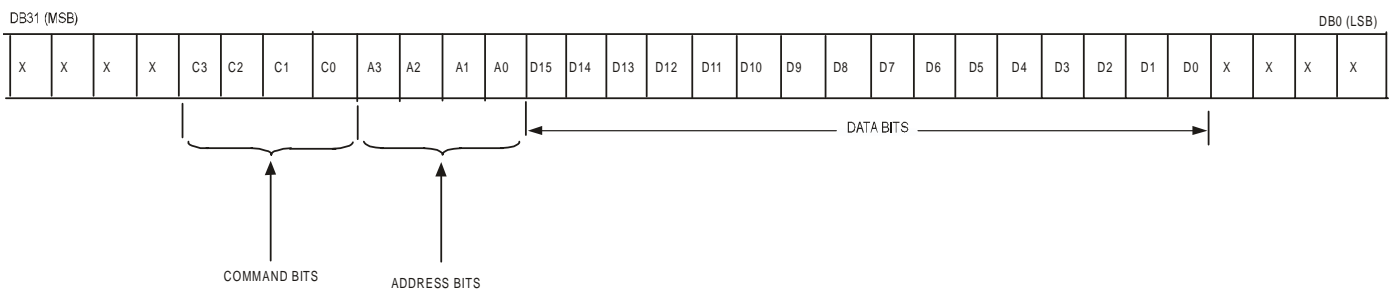 DB31 (MSB) DB0 (LSB)
X X X X C3 C2 C1 C0 A3 A2 A1 A0 D15 D14 D13 D12 D11 D10 D9 D8 D7 D6 D5 D4 D3 D2 D1 D0 X X X X
DATA BITS
COMMAND BITS ADDRESS BITS